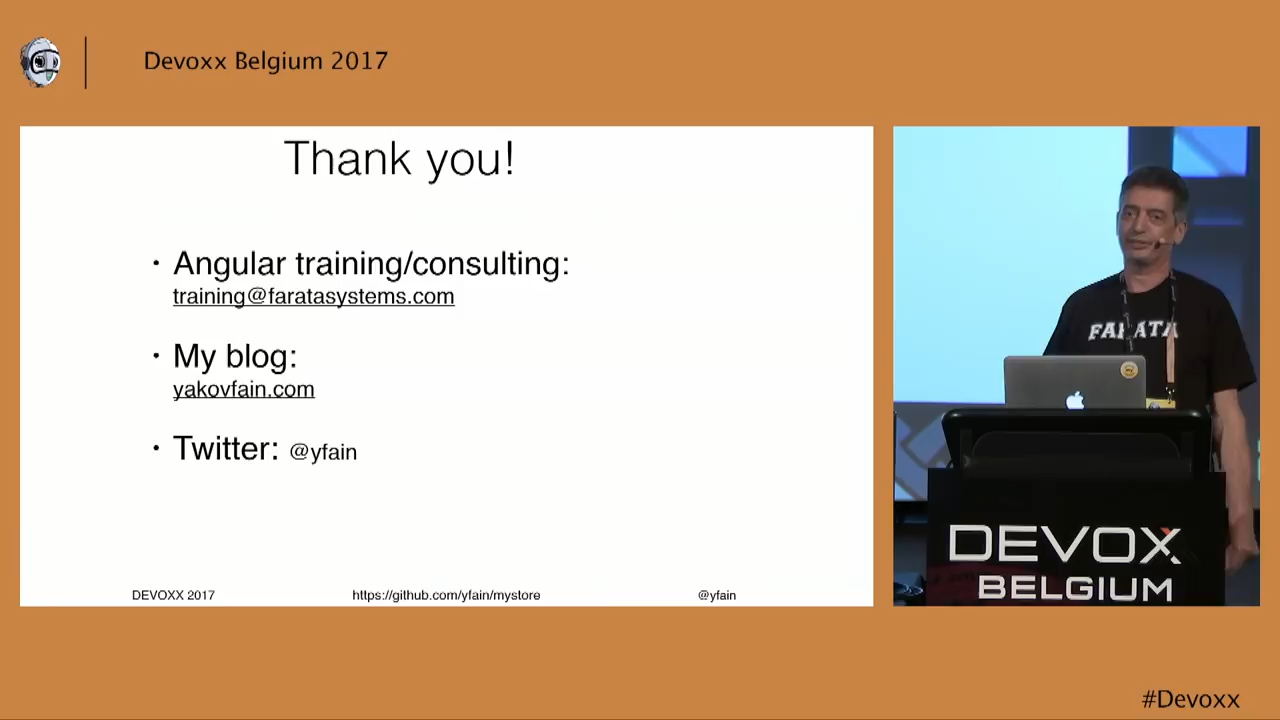 Devoxx Belgium 2017
Thank you!
• Angular training/consulting:
training@faratasystems.com
• My blog:
yakovfain.com
• Twitter: @yfain
DEVOXX 2017 https://github.com/yfain/mystore @yfain
FARATA
DEVOX
BELGIUM
#Devoxx